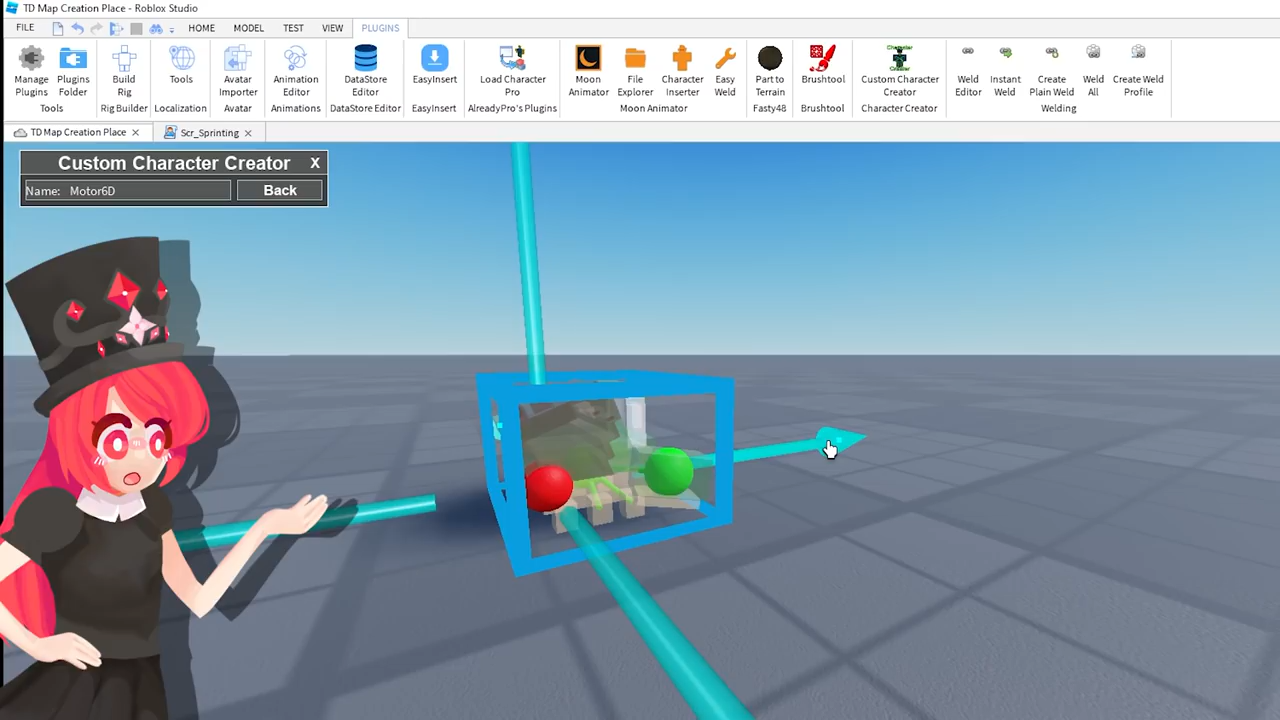 TD Map Creation Place - Roblox Studio
FILE HOME MODEL TEST VIEW PLUGINS
Manage Plugins
Plugins Folder
Tools
Build Rig
Rig Builder
Tools
Localization
Avatar Importer
Avatar
Animation Editor
Animations
DataStore Editor
DataStore Editor
EasyInsert
EasyInsert
Load Character Pro
AlreadyPro's Plugins
Moon Animator
File Explorer
Character Inserter
Easy Weld
Moon Animator
Part to Terrain
Fasty48
Brushtool
Brushtool
Custom Character Creator
Character Creator
Weld Editor
Instant Weld
Create Plain Weld
Weld All
Create Weld Profile
Welding
TD Map Creation Place × Scr_Sprinting ×
Custom Character Creator X
Name: Motor6D Back